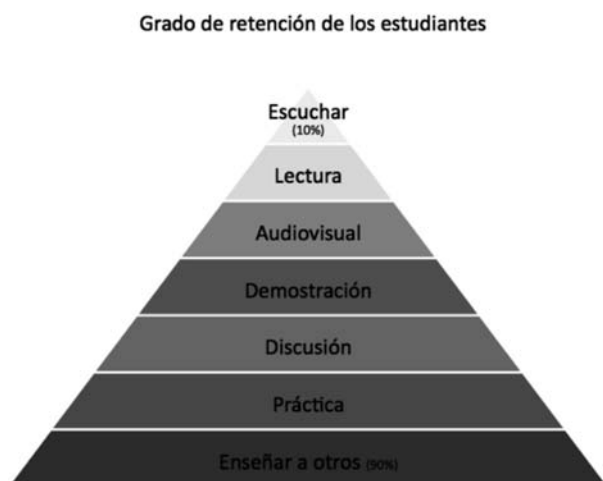 Grado de retención de los estudiantes
Escuchar
(10%)
Lectura
Audiovisual
Demostración
Discusión
Práctica
Enseñar a otros (90%)